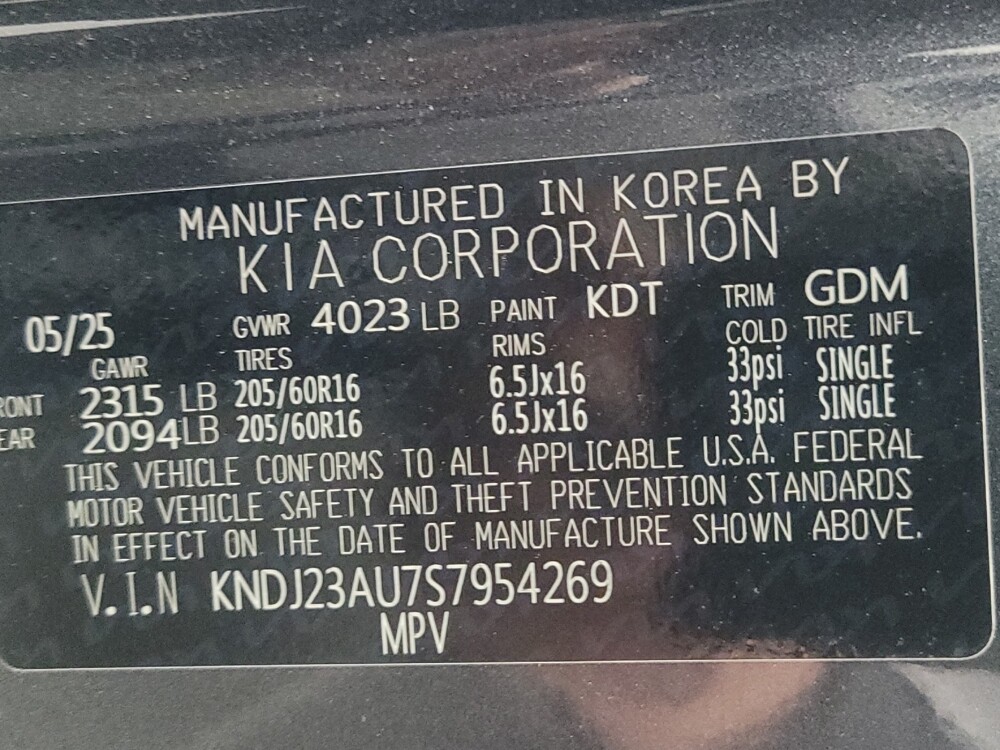 MANUFACTURED IN KOREA BY
KIA CORPORATION
05/25 GVWR 4023 LB PAINT KDT TRIM GDM
GAWR TIRES RIMS COLD TIRE INFL
RONT 2315 LB 205/60R16 6.5Jx16 33psi SINGLE
EAR 2094LB 205/60R16 6.5Jx16 33psi SINGLE
THIS VEHICLE CONFORMS TO ALL APPLICABLE U.S.A. FEDERAL
MOTOR VEHICLE SAFETY AND THEFT PREVENTION STANDARDS
IN EFFECT ON THE DATE OF MANUFACTURE SHOWN ABOVE.
V.I.N KNDJ23AU7S7954269
MPV